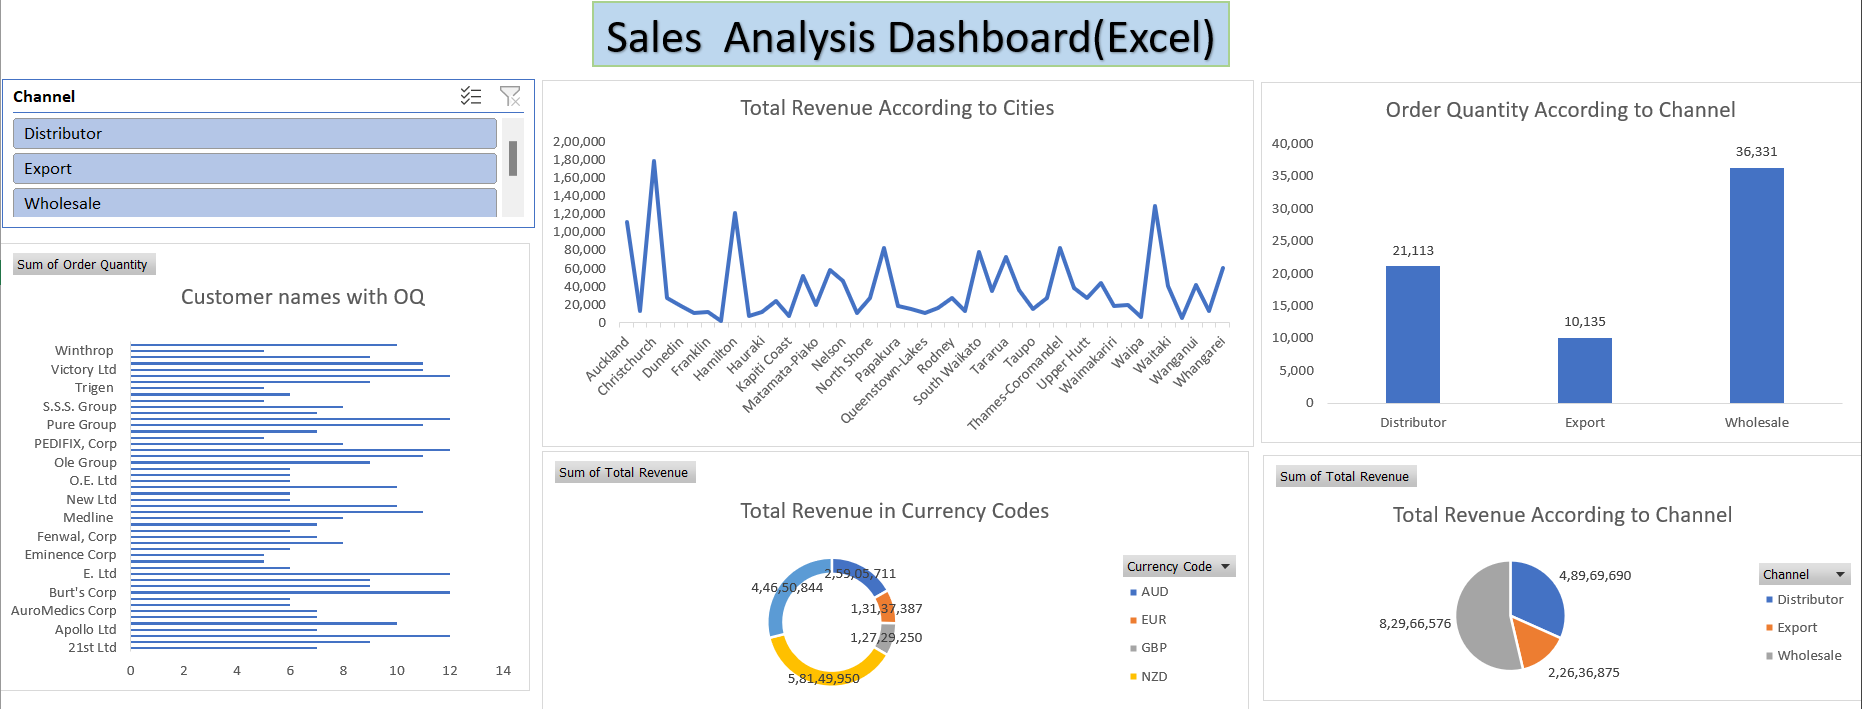 Sales  Analysis Dashboard(Excel)
Channel
Distributor
Export
Wholesale
Sum of Order Quantity
Customer names with OQ
Winthrop
Victory Ltd
Trigen
S.S.S. Group
Pure Group
PEDIFIX, Corp
Ole Group
O.E. Ltd
New Ltd
Medline
Fenwal, Corp
Eminence Corp
E. Ltd
Burt's Corp
AuroMedics Corp
Apollo Ltd
21st Ltd
0 2 4 6 8 10 12 14
Total Revenue According to Cities
2,00,000
1,80,000
1,60,000
1,40,000
1,20,000
1,00,000
80,000
60,000
40,000
20,000
0
Auckland
Christchurch
Dunedin
Franklin
Hamilton
Hauraki
Kapiti Coast
Matamata-Piako
Nelson
North Shore
Papakura
Queenstown-Lakes
Rodney
South Waikato
Tararua
Taupo
Thames-Coromandel
Upper Hutt
Waimakariri
Waipa
Waitaki
Wanganui
Whangarei
Order Quantity According to Channel
40,000
35,000
30,000
25,000
20,000
15,000
10,000
5,000
0
21,113
10,135
36,331
Distributor Export Wholesale
Sum of Total Revenue
Total Revenue in Currency Codes
2,59,05,711
4,46,50,844
1,31,37,387
1,27,29,250
5,81,49,950
Currency Code
AUD
EUR
GBP
NZD
Sum of Total Revenue
Total Revenue According to Channel
4,89,69,690
8,29,66,576
2,26,36,875
Channel
Distributor
Export
Wholesale